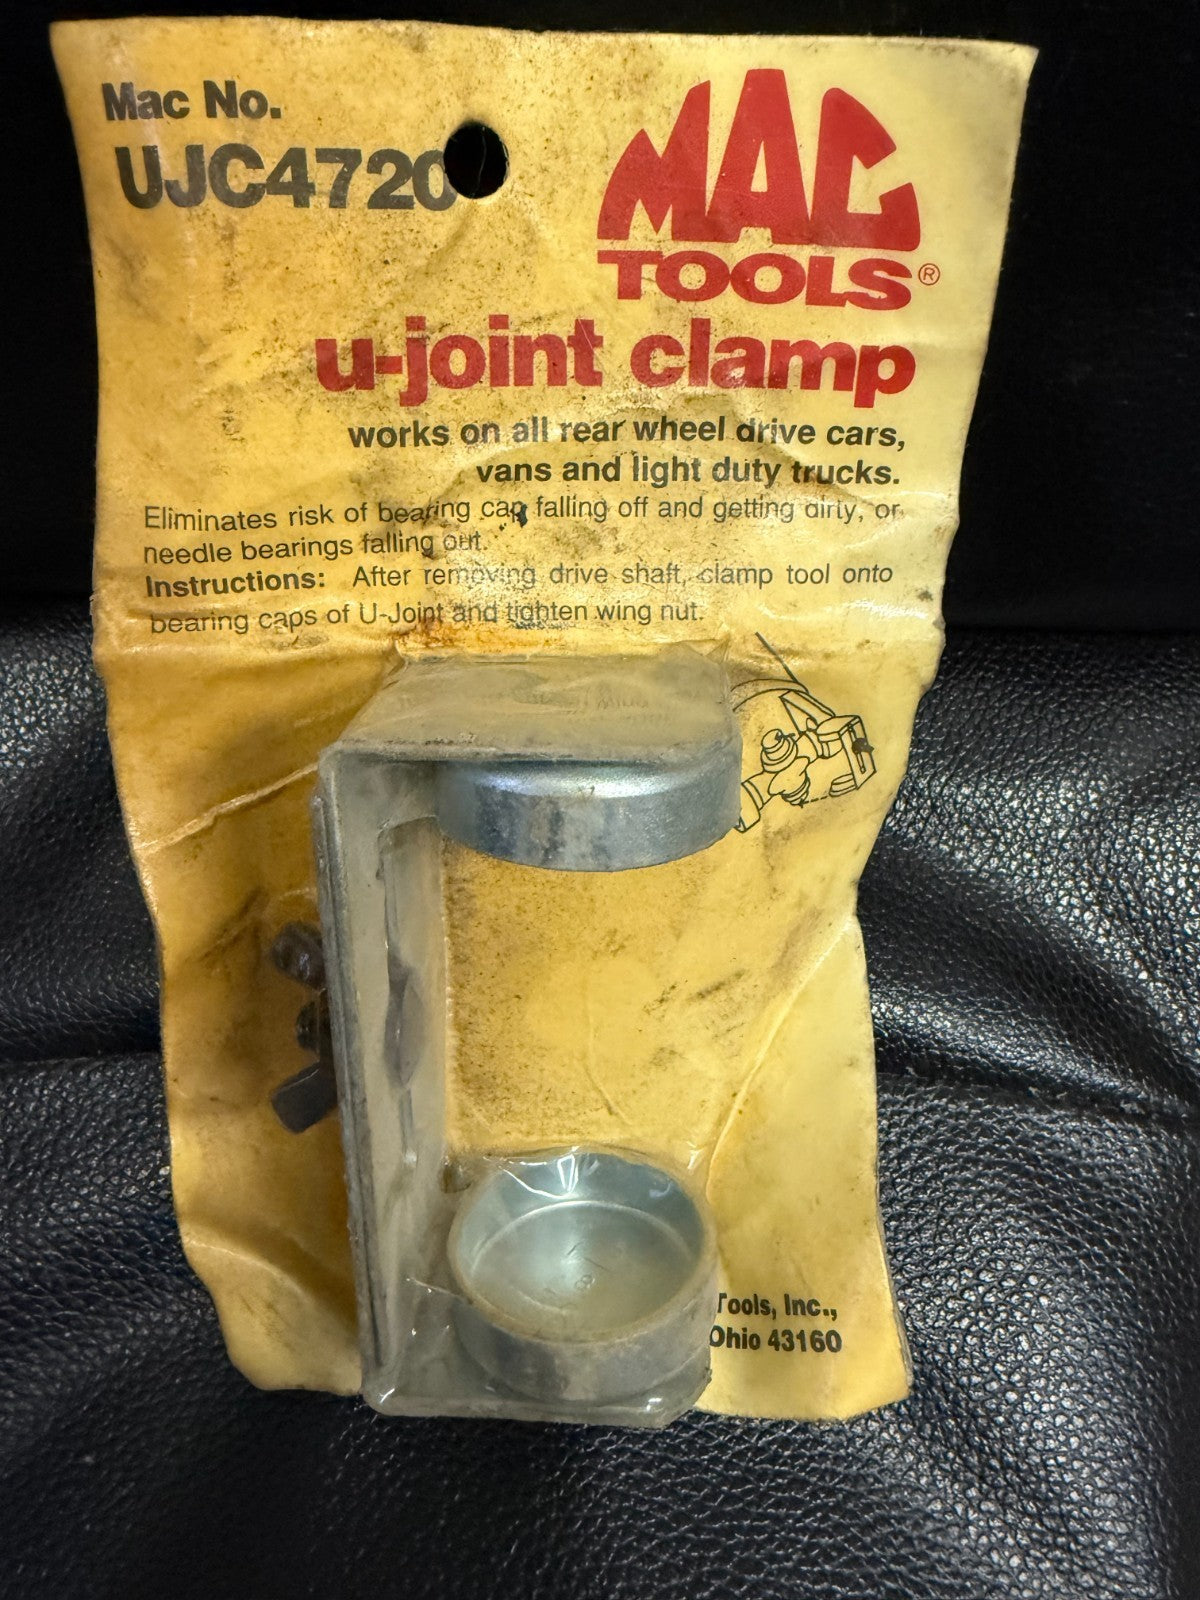 Mac No.
UJC4720
MAC
TOOLS®
u-joint clamp
works on all rear wheel drive cars,
vans and light duty trucks.
Eliminates risk of bearing cap falling off and getting dirty, or
needle bearings falling out.
Instructions: After removing drive shaft, clamp tool onto
bearing caps of U-Joint and tighten wing nut.
Tools, Inc.,
Ohio 43160